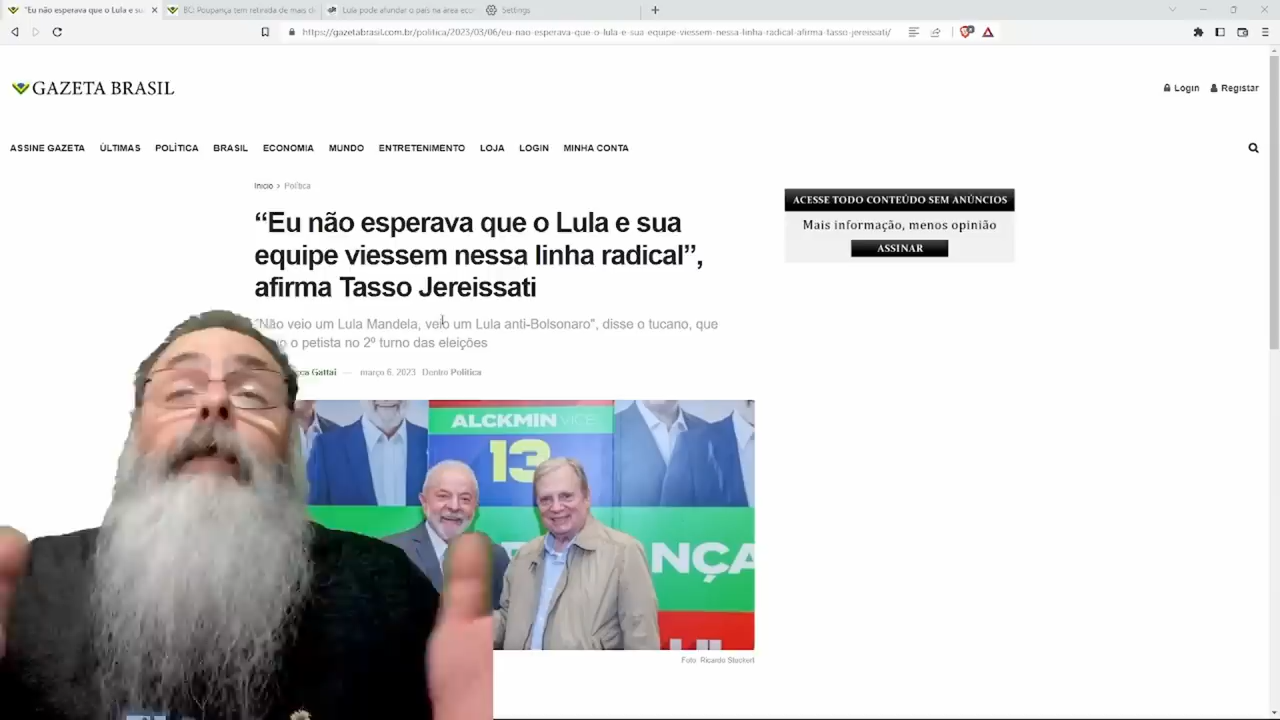 "Eu não esperava que o Lula e su
BC: Poupança tem retirada de mais d
Lula pode afundar o país na área eco
Settings
https://gazetabrasil.com.br/politica/2023/03/06/eu-nao-esperava-que-o-lula-e-sua-equipe-viessem-nessa-linha-radical-afirma-tasso-jereissati/
GAZETA BRASIL
Login
Registar
ASSINE GAZETA ÚLTIMAS POLÍTICA BRASIL ECONOMIA MUNDO ENTRETENIMENTO LOJA LOGIN MINHA CONTA
Início > Política
“Eu não esperava que o Lula e sua
equipe viessem nessa linha radical”,
afirma Tasso Jereissati
"Não veio um Lula Mandela, veio um Lula anti-Bolsonaro", disse o tucano, que
o petista no 2º turno das eleições
Gattai — março 6, 2023 Dentro Política
ACESSE TODO CONTEÚDO SEM ANÚNCIOS
Mais informação, menos opinião
ASSINAR
ALCKMIN VICE
13
NÇA
Foto: Ricardo Stuckert